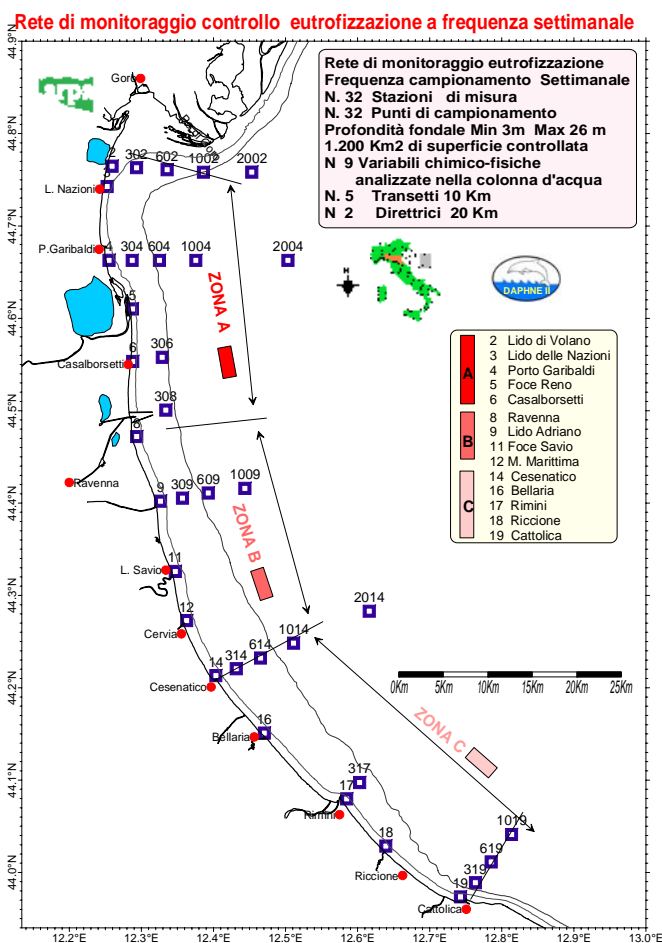 Rete di monitoraggio controllo eutrofizzazione a frequenza settimanale
44.9°N
44.8°N
44.7°N
44.6°N
44.5°N
44.4°N
44.3°N
44.2°N
44.1°N
44.0°N
arpa
Rete di monitoraggio eutrofizzazione
Frequenza campionamento Settimanale
N. 32 Stazioni di misura
N. 32 Punti di campionamento
Profondità fondale Min 3m Max 26 m
1.200 Km2 di superficie controllata
N 9 Variabili chimico-fisiche
analizzate nella colonna d'acqua
N. 5 Transetti 10 Km
N 2 Direttrici 20 Km
Goro
2 302 602 1002 2002
3
L. Nazioni
P.Garibaldi
4 304 604 1004 2004
5
ZONA A
6 306
Casalborsetti
308
8
N
DAPHNE II
A
2 Lido di Volano
3 Lido delle Nazioni
4 Porto Garibaldi
5 Foce Reno
6 Casalborsetti
B
8 Ravenna
9 Lido Adriano
11 Foce Savio
12 M. Marittima
C
14 Cesenatico
16 Bellaria
17 Rimini
18 Riccione
19 Cattolica
Ravenna
9 309 609 1009
ZONA B
11
L. Savio
12
Cervia
14 314 614 1014 2014
Cesenatico
0Km 5Km 10Km 15Km 20Km 25Km
16
Bellaria
ZONA C
17 317
Rimini
18
Riccione
19 319 619 1019
Cattolica
12.2°E 12.3°E 12.4°E 12.5°E 12.6°E 12.7°E 12.8°E 12.9°E 13.0°E